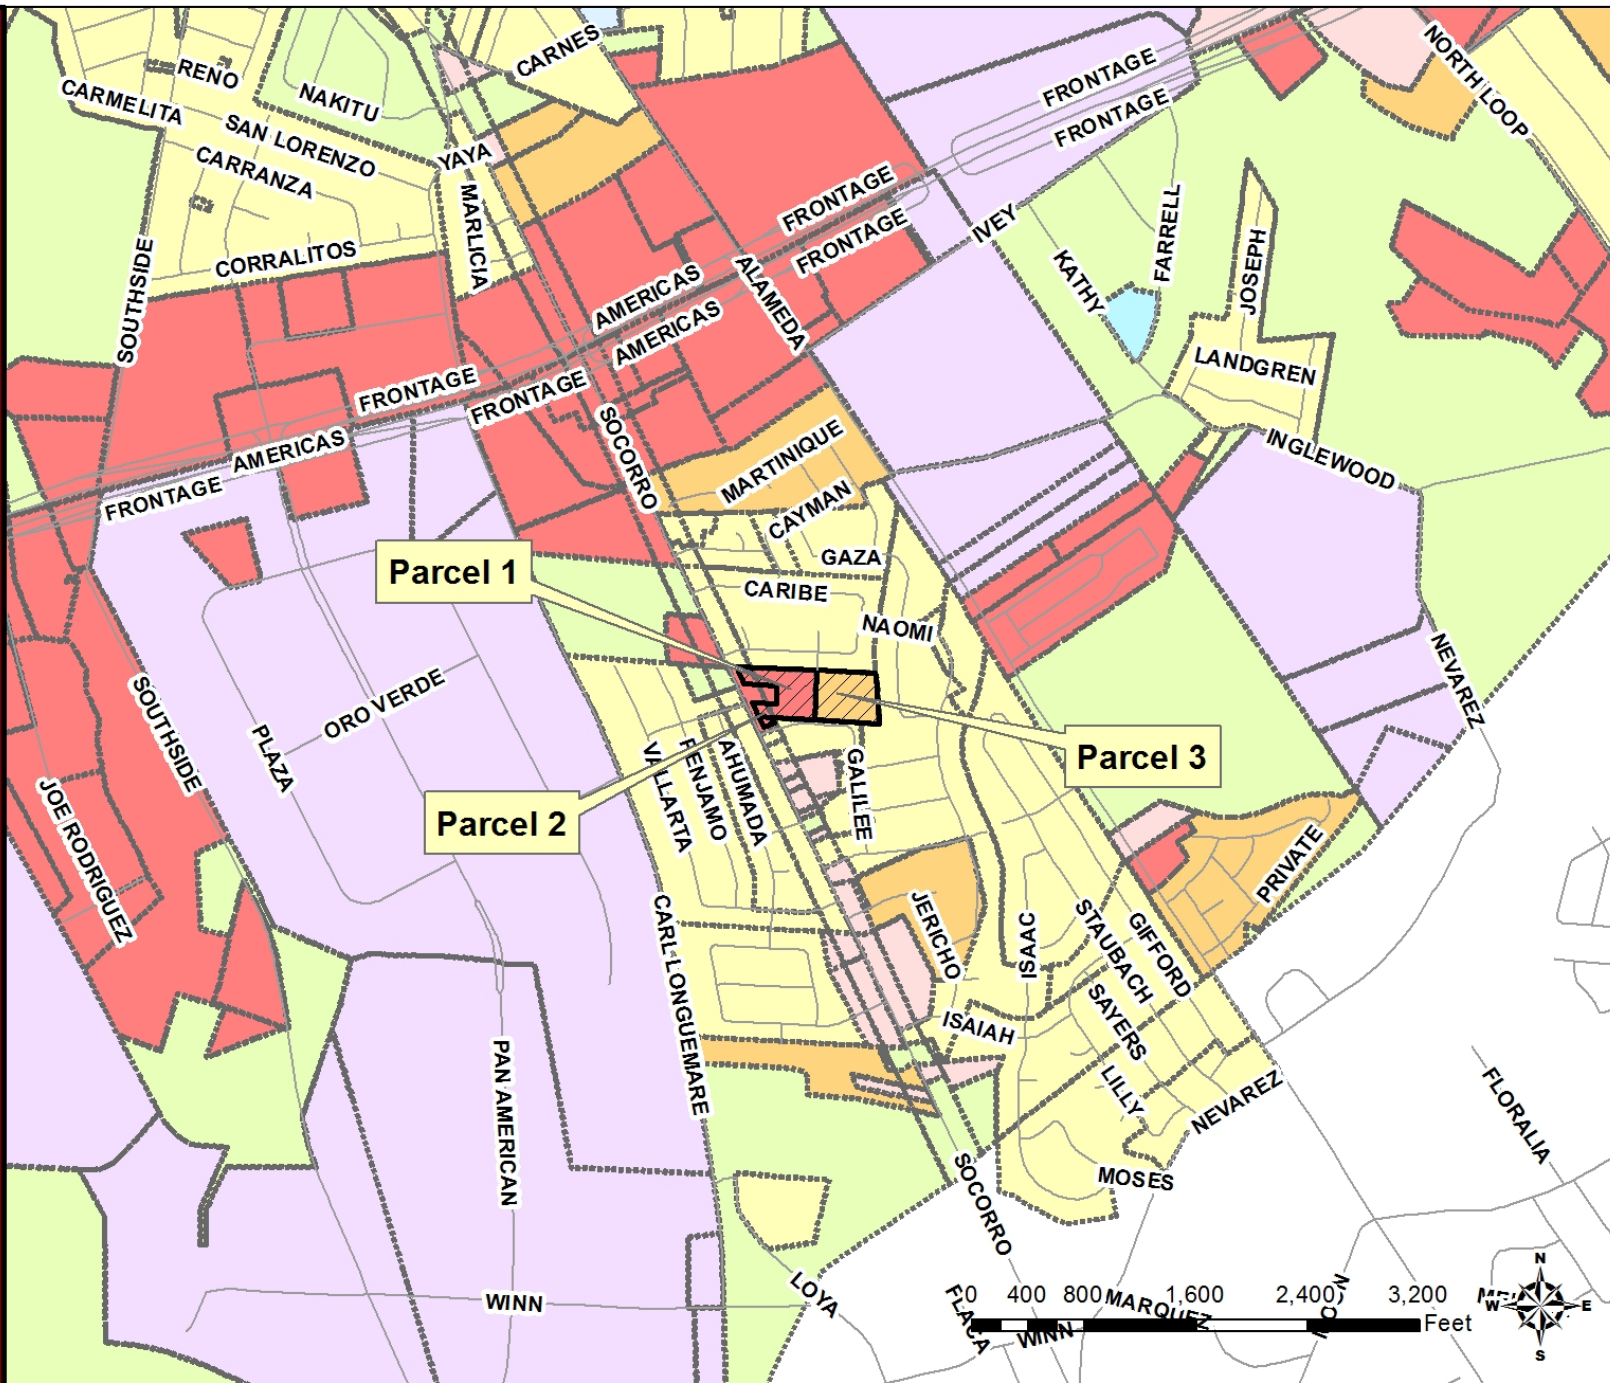 CARNES
RENO
NORTH LOOP
FRONTAGE
CARMELITA
NAKITU
FRONTAGE
SAN LORENZO
YAYA
CARRANZA
FRONTAGE
MARLICIA
FARRELL
IVEY
FRONTAGE
CORRALITOS
JOSEPH
KATHY
SOUTHSIDE
AMERICAS
ALAMEDA
AMERICAS
LANDGREN
FRONTAGE
FRONTAGE
SOCORRO
AMERICAS
MARTINIQUE
INGLEWOOD
FRONTAGE
CAYMAN
GAZA
Parcel 1
CARIBE
NAOMI
NEVAREZ
ORO VERDE
SOUTHSIDE
PLAZA
Parcel 3
VALLARTA
PENJAMO
AHUMADA
GALILEE
Parcel 2
JOE RODRIGUEZ
PRIVATE
JERICHO
ISAAC
STAUBACH
GIFFORD
CARL LONGUEMARE
SAYERS
ISAIAH
PAN AMERICAN
LILLY
NEVAREZ
FLORALIA
MOSES
SOCORRO
LOYA
WINN
N
W
E
S
0 400 800 1,600 2,400 3,200
Feet
MARQUEZ
WINN
FLACA